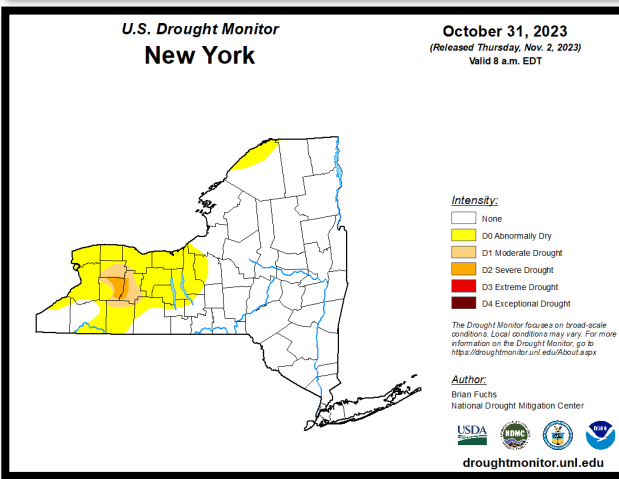 U.S. Drought Monitor
New York
October 31, 2023
(Released Thursday, Nov. 2, 2023)
Valid 8 a.m. EDT
Intensity:
None
D0 Abnormally Dry
D1 Moderate Drought
D2 Severe Drought
D3 Extreme Drought
D4 Exceptional Drought
The Drought Monitor focuses on broad-scale
conditions. Local conditions may vary. For more
information on the Drought Monitor, go to
https://droughtmonitor.unl.edu/About.aspx
Author:
Brian Fuchs
National Drought Mitigation Center
USDA
NDMC
NOAA
droughtmonitor.unl.edu